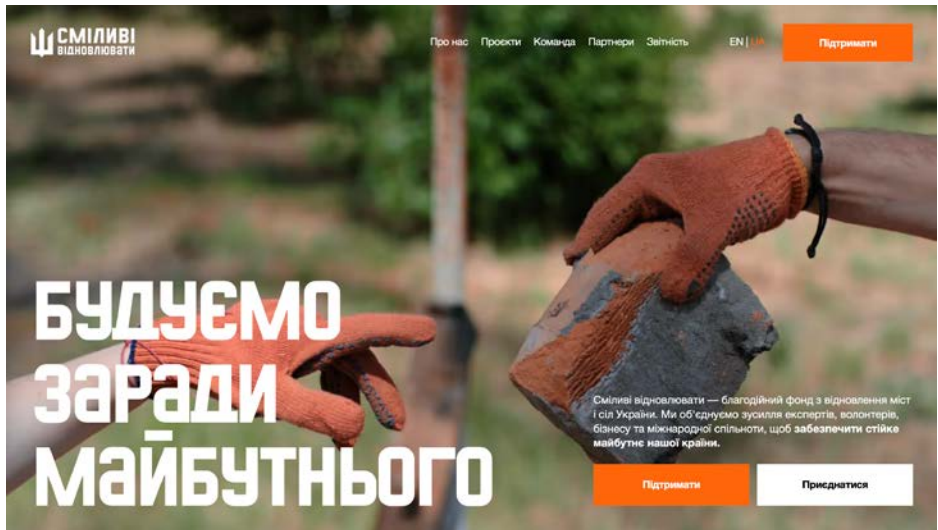 СМІЛИВІ
ВІДНОВЛЮВАТИ
Про нас Проєкти Команда Партнери Звітність EN | UA Підтримати
БУДУЄМО
ЗАРАДИ
МАЙБУТНЬОГО
Сміливі відновлювати — благодійний фонд з відновлення міст
і сіл України. Ми об'єднуємо зусилля експертів, волонтерів,
бізнесу та міжнародної спільноти, щоб забезпечити стійке
майбутнє нашої країни.
Підтримати Приєднатися